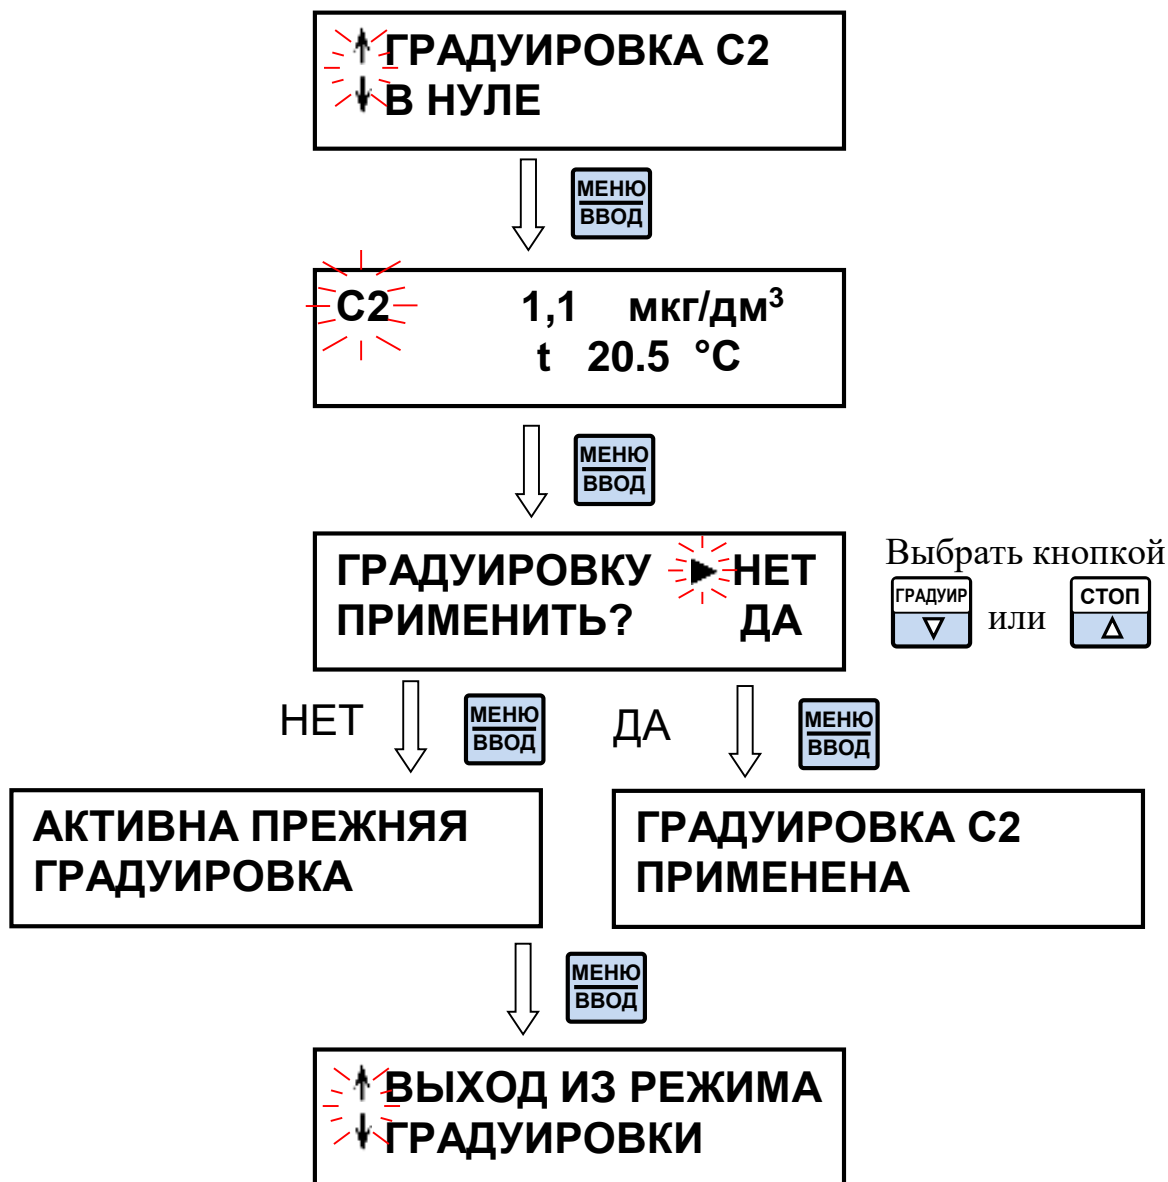 ГРАДУИРОВКА С2
В НУЛЕ
МЕНЮ
ВВОД
С2 1,1 мкг/дм³
t 20.5 °C
МЕНЮ
ВВОД
ГРАДУИРОВКУ ▶ НЕТ
ПРИМЕНИТЬ? ДА
Выбрать кнопкой
ГРАДУИР или СТОП
НЕТ
МЕНЮ
ВВОД
ДА
МЕНЮ
ВВОД
АКТИВНА ПРЕЖНЯЯ
ГРАДУИРОВКА
ГРАДУИРОВКА С2
ПРИМЕНЕНА
МЕНЮ
ВВОД
ВЫХОД ИЗ РЕЖИМА
ГРАДУИРОВКИ